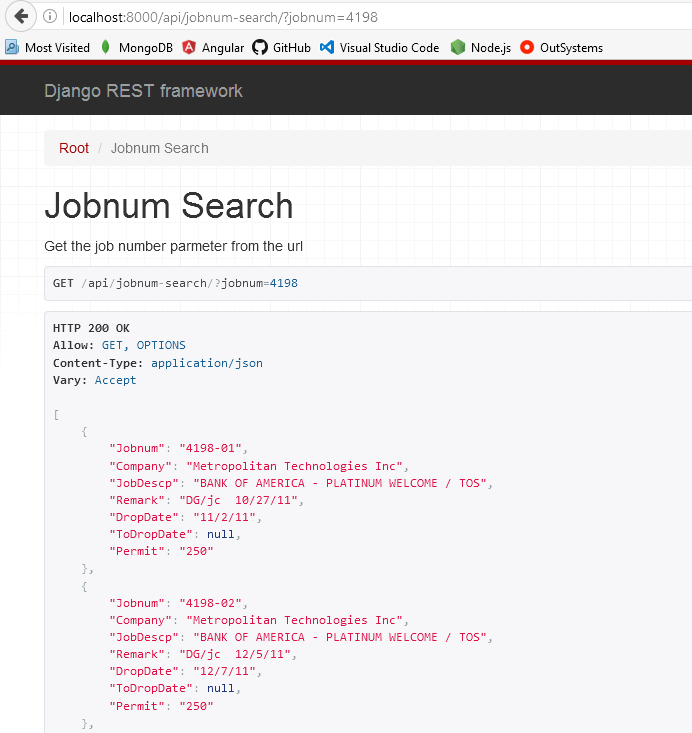 localhost:8000/api/jobnum-search/?jobnum=4198
Most Visited MongoDB Angular GitHub Visual Studio Code Node.js OutSystems
Django REST framework
Root / Jobnum Search
Jobnum Search
Get the job number parmeter from the url
GET /api/jobnum-search/?jobnum=4198
HTTP 200 OK
Allow: GET, OPTIONS
Content-Type: application/json
Vary: Accept
[
{
"Jobnum": "4198-01",
"Company": "Metropolitan Technologies Inc",
"JobDescp": "BANK OF AMERICA - PLATINUM WELCOME / TOS",
"Remark": "DG/jc  10/27/11",
"DropDate": "11/2/11",
"ToDropDate": null,
"Permit": "250"
},
{
"Jobnum": "4198-02",
"Company": "Metropolitan Technologies Inc",
"JobDescp": "BANK OF AMERICA - PLATINUM WELCOME / TOS",
"Remark": "DG/jc  12/5/11",
"DropDate": "12/7/11",
"ToDropDate": null,
"Permit": "250"
},